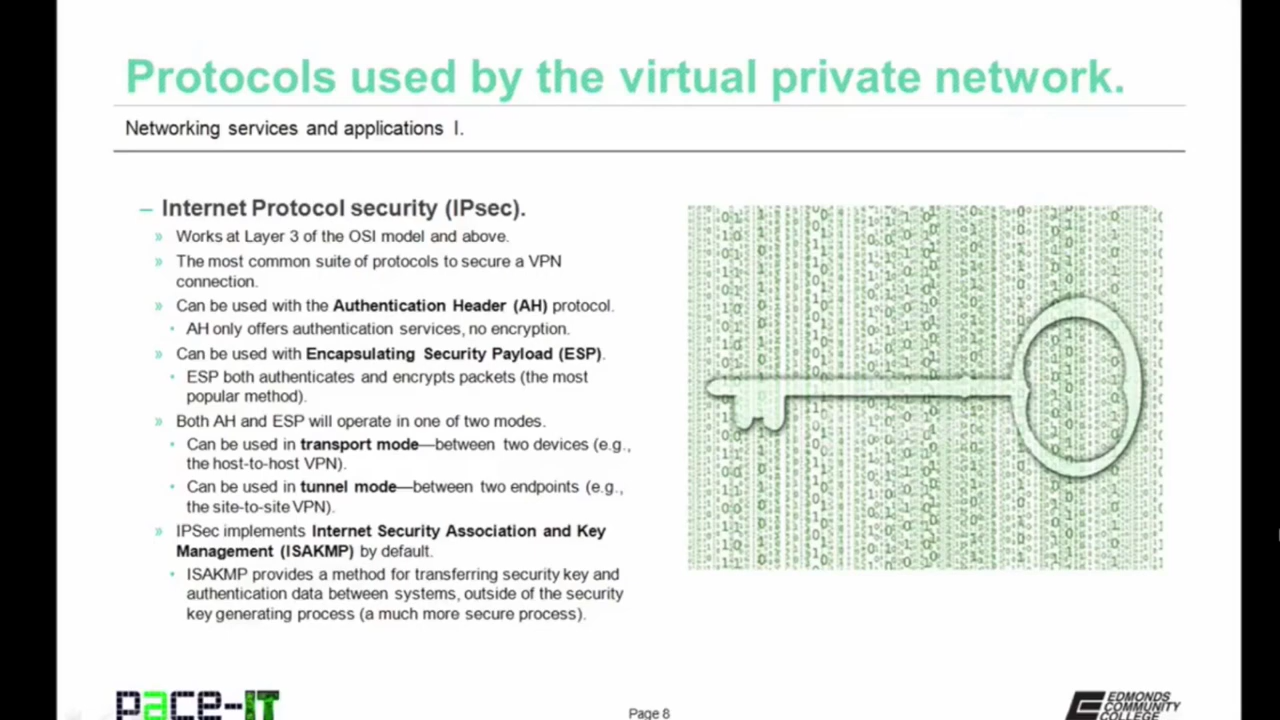 Protocols used by the virtual private network.
Networking services and applications I.
– Internet Protocol security (IPsec).
» Works at Layer 3 of the OSI model and above.
» The most common suite of protocols to secure a VPN
connection.
» Can be used with the Authentication Header (AH) protocol.
• AH only offers authentication services, no encryption.
» Can be used with Encapsulating Security Payload (ESP).
• ESP both authenticates and encrypts packets (the most
popular method).
» Both AH and ESP will operate in one of two modes.
• Can be used in transport mode—between two devices (e.g.,
the host-to-host VPN).
• Can be used in tunnel mode—between two endpoints (e.g.,
the site-to-site VPN).
» IPSec implements Internet Security Association and Key
Management (ISAKMP) by default.
• ISAKMP provides a method for transferring security key and
authentication data between systems, outside of the security
key generating process (a much more secure process).
pace-IT
Page 8
EDMONDS
COMMUNITY
COLLEGE